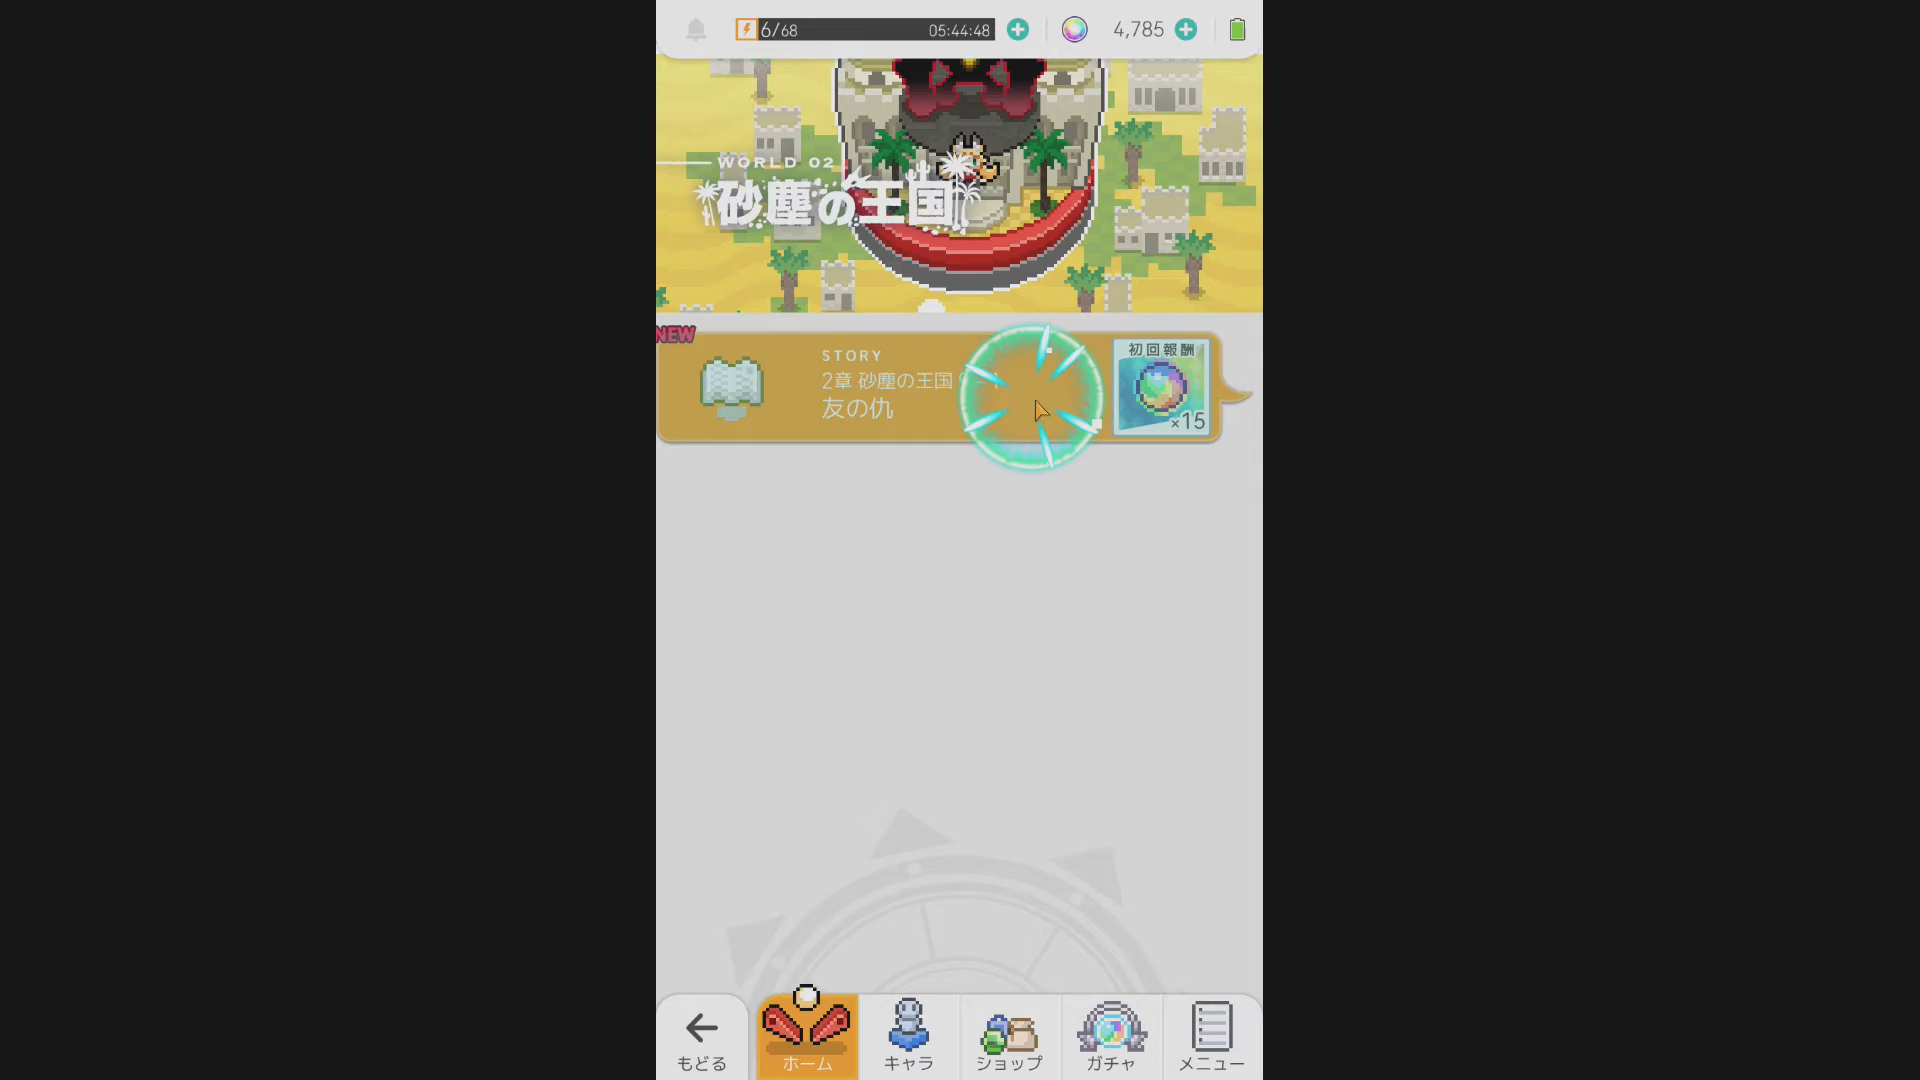 6/68
05:44:48
4,785
WORLD 02
砂塵の王国
NEW
STORY
2章 砂塵の王国
友の仇
初回報酬
×15
もどる
ホーム
キャラ
ショップ
ガチャ
メニュー